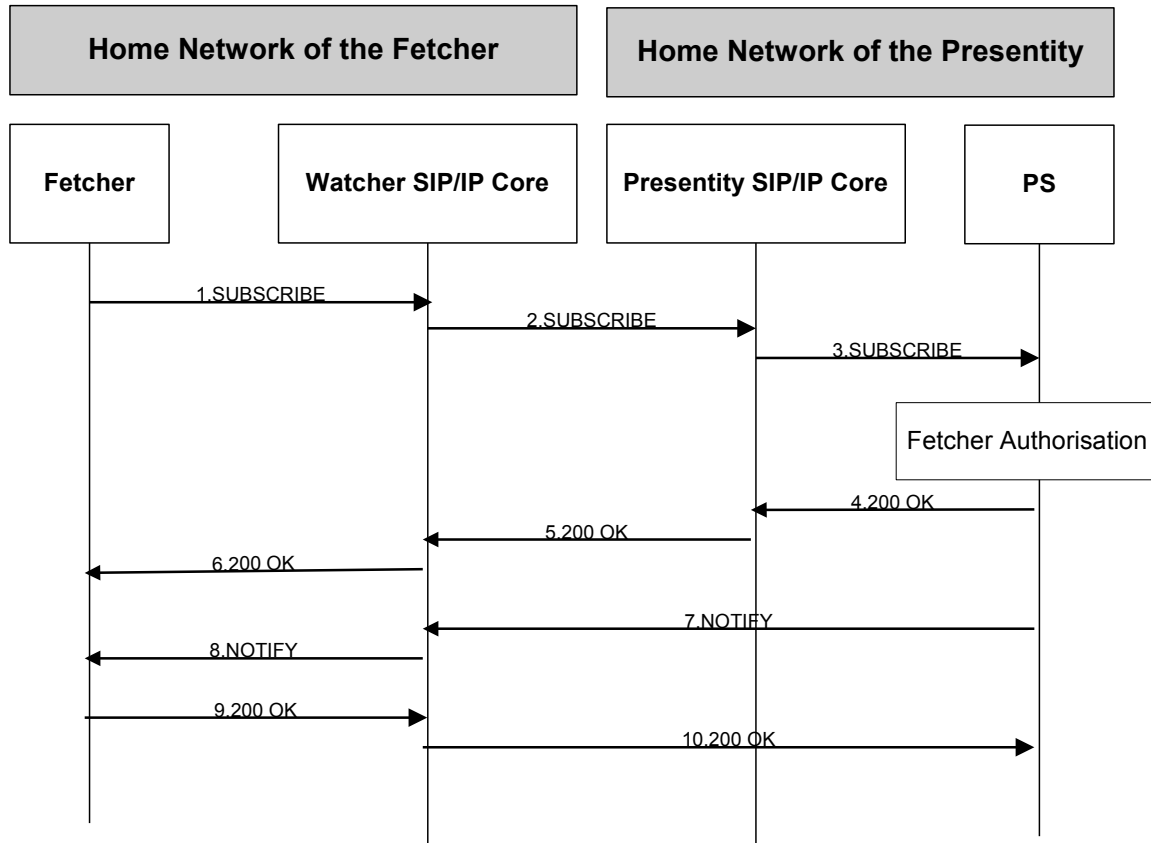 Home Network of the Fetcher
Home Network of the Presentity
Fetcher
Watcher SIP/IP Core
Presentity SIP/IP Core
PS
1.SUBSCRIBE
2.SUBSCRIBE
3.SUBSCRIBE
Fetcher Authorisation
4.200 OK
5.200 OK
6.200 OK
7.NOTIFY
8.NOTIFY
9.200 OK
10.200 OK